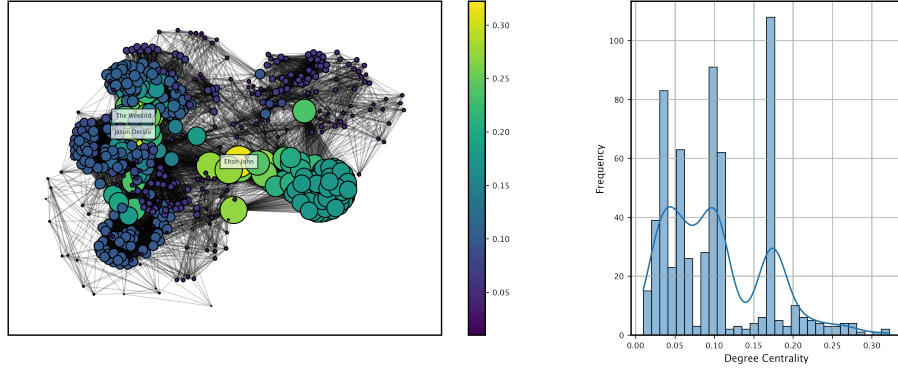 The Weeknd
Jason Derulo
Elton John
0.30
0.25
0.20
0.15
0.10
0.05
Frequency
100
80
60
40
20
0
0.00 0.05 0.10 0.15 0.20 0.25 0.30
Degree Centrality